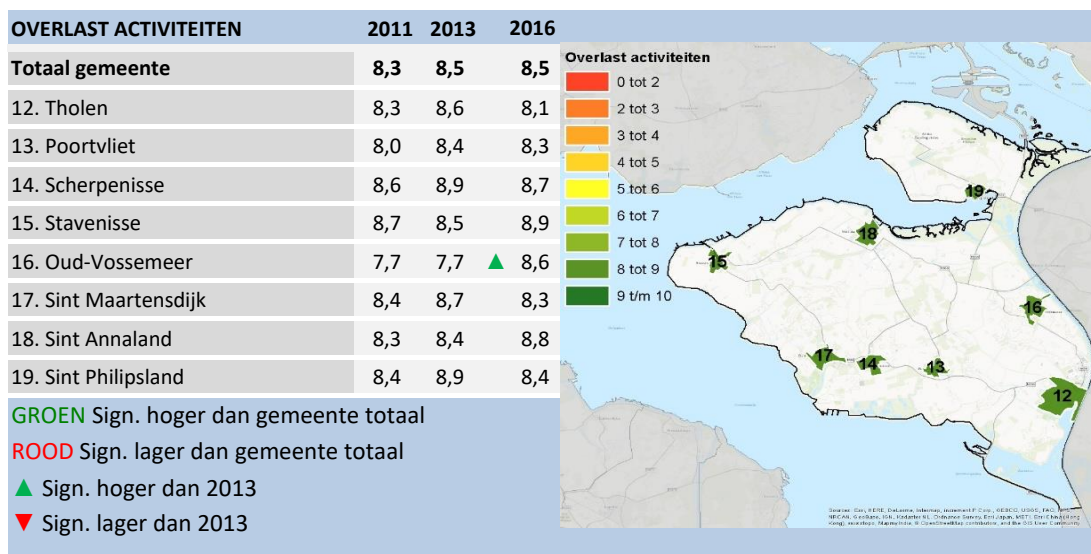 OVERLAST ACTIVITEITEN 2011 2013 2016
Totaal gemeente 8,3 8,5 8,5
12. Tholen 8,3 8,6 8,1
13. Poortvliet 8,0 8,4 8,3
14. Scherpenisse 8,6 8,9 8,7
15. Stavenisse 8,7 8,5 8,9
16. Oud-Vossemeer 7,7 7,7 ▲ 8,6
17. Sint Maartensdijk 8,4 8,7 8,3
18. Sint Annaland 8,3 8,4 8,8
19. Sint Philipsland 8,4 8,9 8,4
GROEN Sign. hoger dan gemeente totaal
ROOD Sign. lager dan gemeente totaal
▲ Sign. hoger dan 2013
▼ Sign. lager dan 2013
Overlast activiteiten
0 tot 2
2 tot 3
3 tot 4
4 tot 5
5 tot 6
6 tot 7
7 tot 8
8 tot 9
9 t/m 10
19
18
15
16
17
14
13
12